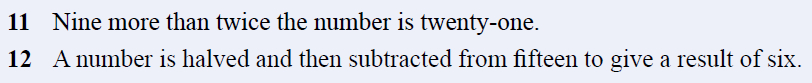 11 Nine more than twice the number is twenty-one.
12 A number is halved and then subtracted from fifteen to give a result of six.